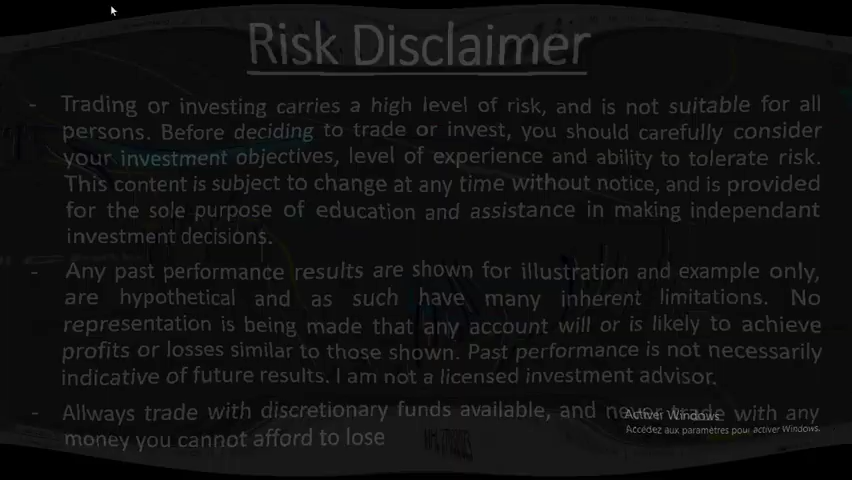 Risk Disclaimer
- Trading or investing carries a high level of risk, and is not suitable for all
persons. Before deciding to trade or invest, you should carefully consider
your investment objectives, level of experience and ability to tolerate risk.
This content is subject to change at any time without notice, and is provided
for the sole purpose of education and assistance in making independant
investment decisions.
- Any past performance results are shown for illustration and example only,
are hypothetical and as such have many inherent limitations. No
representation is being made that any account will or is likely to achieve
profits or losses similar to those shown. Past performance is not necessarily
indicative of future results. I am not a licensed investment advisor.
- Allways trade with discretionary funds available, and never trade with any
money you cannot afford to lose
Activer Windows
Accédez aux paramètres pour activer Windows.